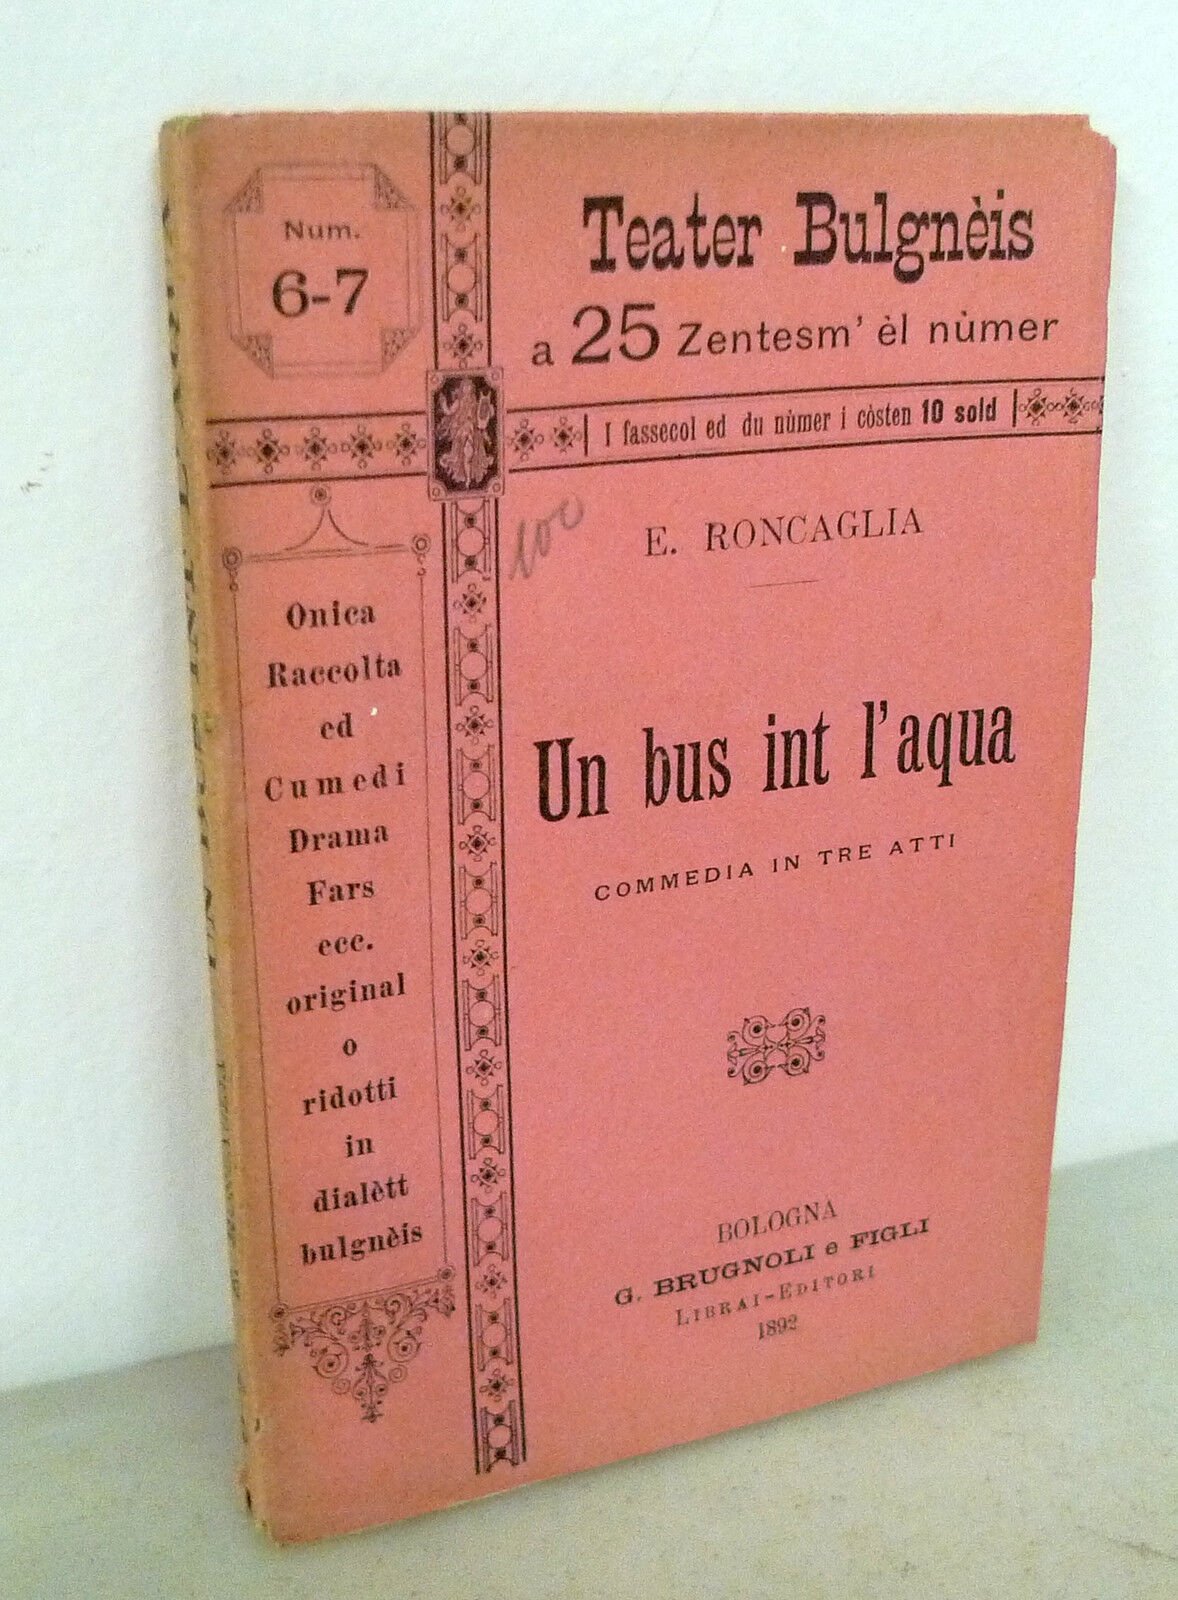 Num.
6-7
Teater Bulgnèis
a 25 Zentesm' èl nùmer
I fassecol ed du nùmer i còsten 10 sold
100
E. RONCAGLIA
Un bus int l'aqua
COMMEDIA IN TRE ATTI
Onica
Raccolta
ed
Cumedi
Drama
Fars
ecc.
original
o
ridotti
in
dialètt
bulgnèis
BOLOGNA
G. BRUGNOLI e FIGLI
LIBRAI-EDITORI
1892